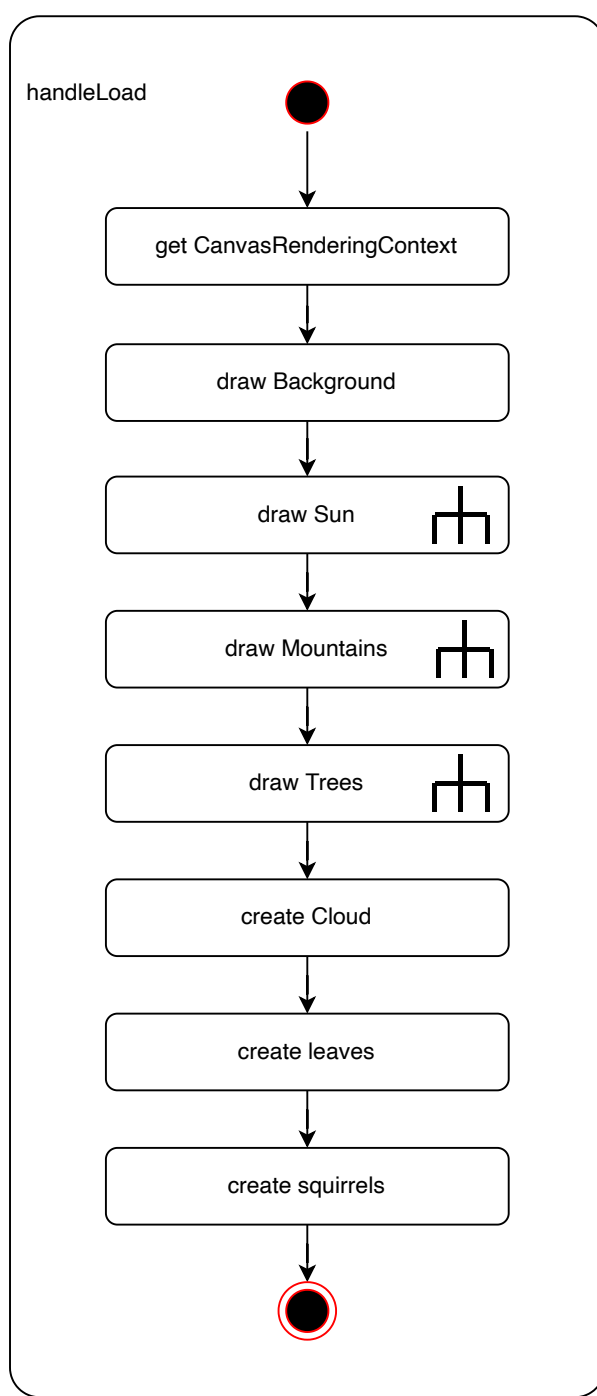 handleLoad
get CanvasRenderingContext
draw Background
draw Sun
draw Mountains
draw Trees
create Cloud
create leaves
create squirrels